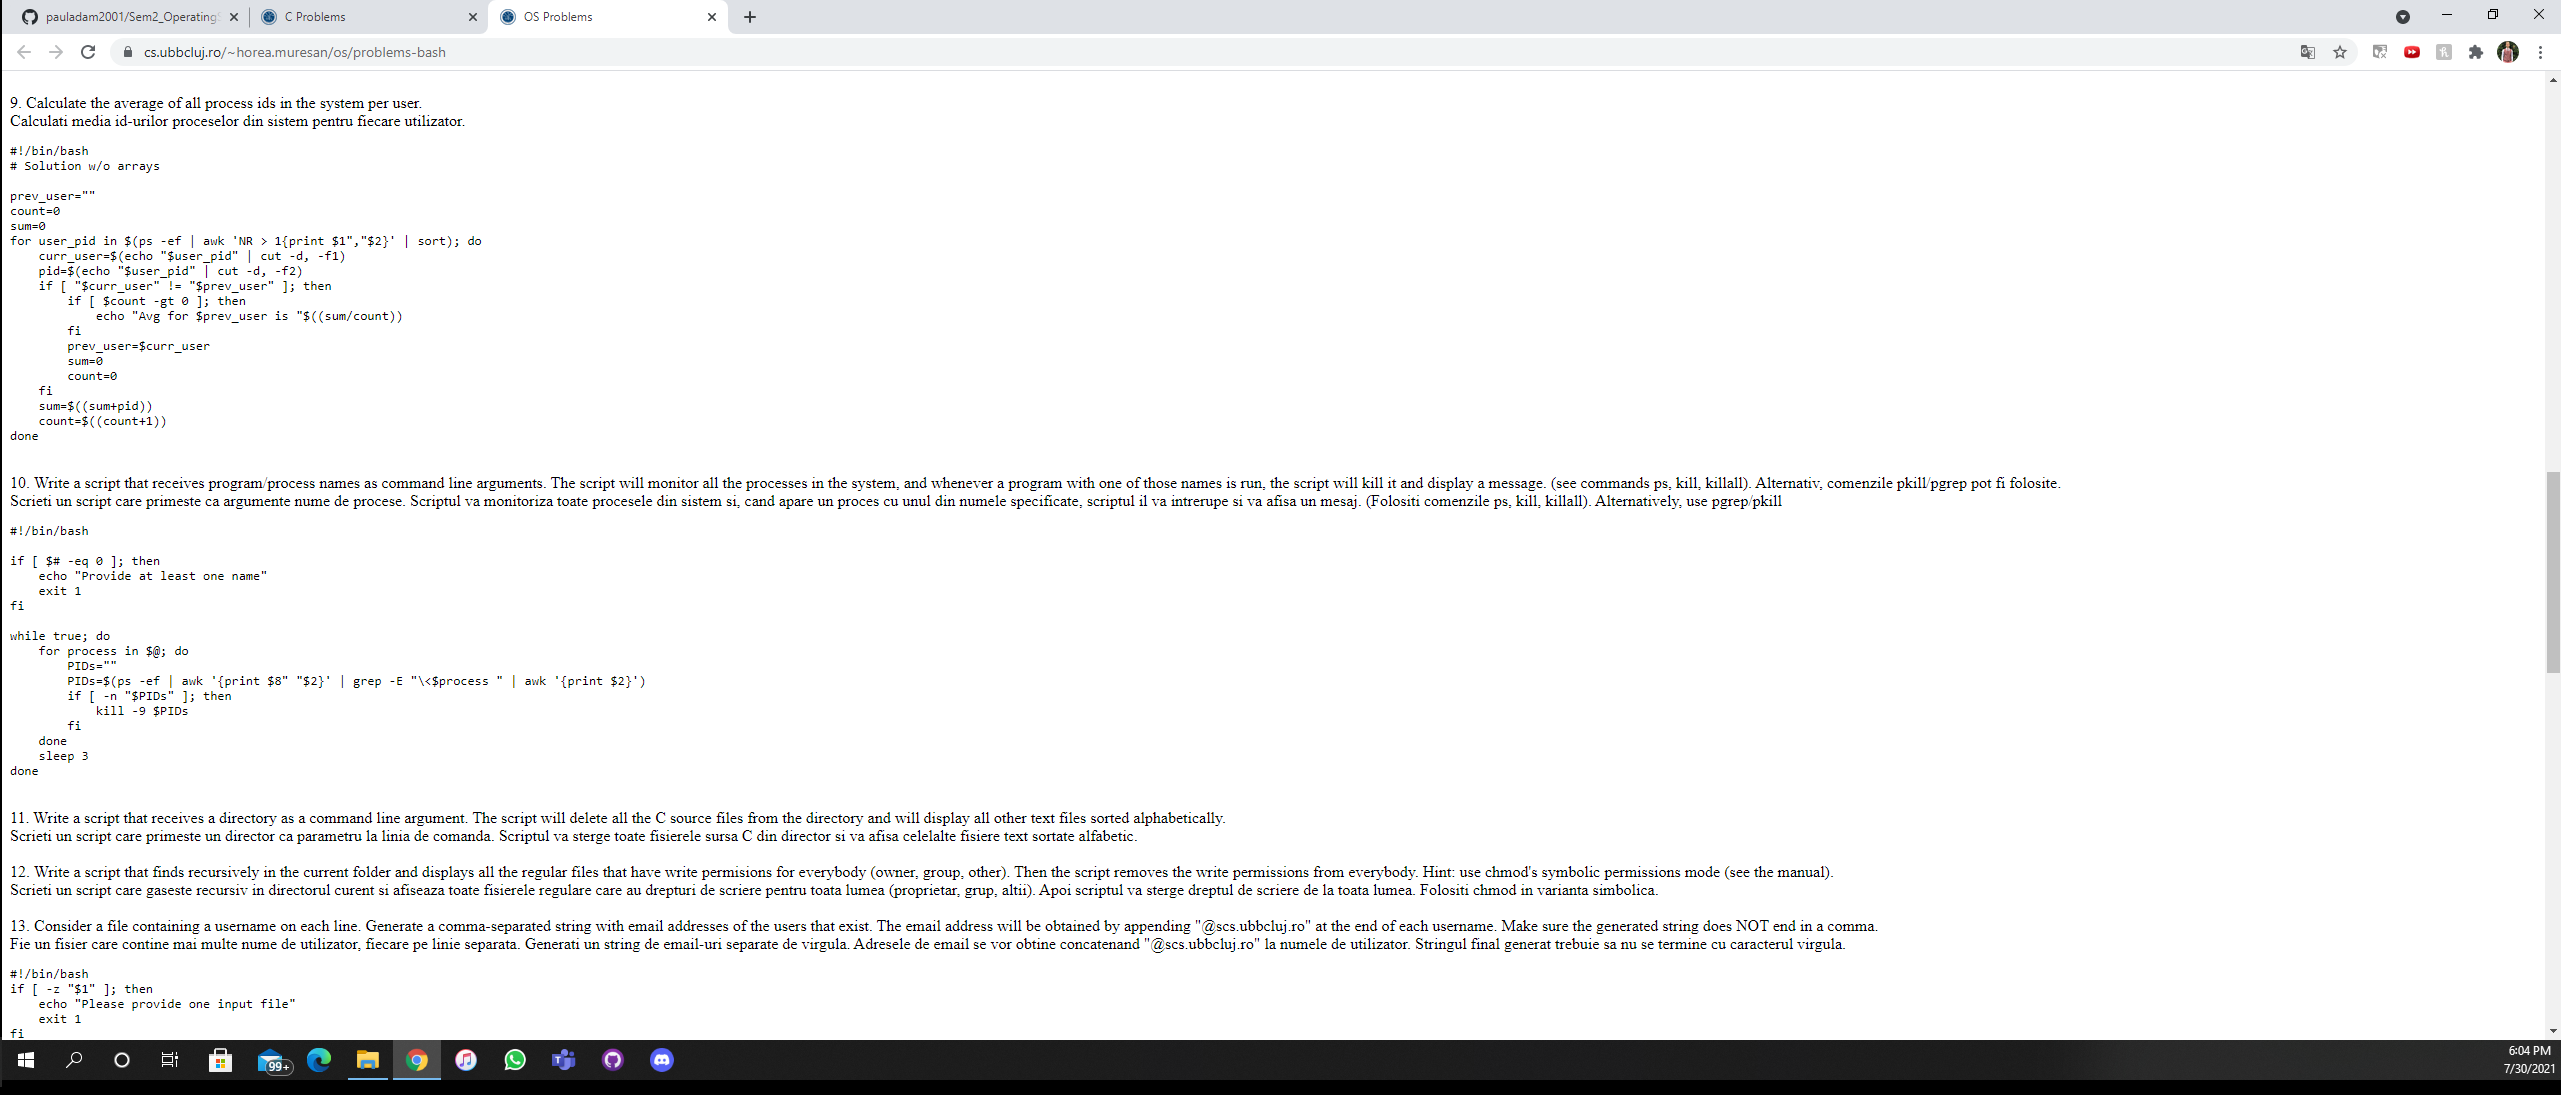 pauladam2001/Sem2_Operating
C Problems
OS Problems
cs.ubbcluj.ro/~horea.muresan/os/problems-bash
9. Calculate the average of all process ids in the system per user.
Calculati media id-urilor proceselor din sistem pentru fiecare utilizator.
#!/bin/bash
# Solution w/o arrays
prev_user=""
count=0
sum=0
for user_pid in $(ps -ef | awk 'NR > 1{print $1","$2}' | sort); do
    curr_user=$(echo "$user_pid" | cut -d, -f1)
    pid=$(echo "$user_pid" | cut -d, -f2)
    if [ "$curr_user" != "$prev_user" ]; then
        if [ $count -gt 0 ]; then
            echo "Avg for $prev_user is "$((sum/count))
        fi
        prev_user=$curr_user
        sum=0
        count=0
    fi
    sum=$((sum+pid))
    count=$((count+1))
done
10. Write a script that receives program/process names as command line arguments. The script will monitor all the processes in the system, and whenever a program with one of those names is run, the script will kill it and display a message. (see commands ps, kill, killall). Alternativ, comenzile pkill/pgrep pot fi folosite.
Scrieti un script care primeste ca argumente nume de procese. Scriptul va monitoriza toate procesele din sistem si, cand apare un proces cu unul din numele specificate, scriptul il va intrerupe si va afisa un mesaj. (Folositi comenzile ps, kill, killall). Alternatively, use pgrep/pkill
#!/bin/bash
if [ $# -eq 0 ]; then
    echo "Provide at least one name"
    exit 1
fi
while true; do
    for process in $@; do
        PIDs=""
        PIDs=$(ps -ef | awk '{print $8" "$2}' | grep -E "\<$process " | awk '{print $2}')
        if [ -n "$PIDs" ]; then
            kill -9 $PIDs
        fi
    done
    sleep 3
done
11. Write a script that receives a directory as a command line argument. The script will delete all the C source files from the directory and will display all other text files sorted alphabetically.
Scrieti un script care primeste un director ca parametru la linia de comanda. Scriptul va sterge toate fisierele sursa C din director si va afisa celelalte fisiere text sortate alfabetic.
12. Write a script that finds recursively in the current folder and displays all the regular files that have write permisions for everybody (owner, group, other). Then the script removes the write permissions from everybody. Hint: use chmod's symbolic permissions mode (see the manual).
Scrieti un script care gaseste recursiv in directorul curent si afiseaza toate fisierele regulare care au drepturi de scriere pentru toata lumea (proprietar, grup, altii). Apoi scriptul va sterge dreptul de scriere de la toata lumea. Folositi chmod in varianta simbolica.
13. Consider a file containing a username on each line. Generate a comma-separated string with email addresses of the users that exist. The email address will be obtained by appending "@scs.ubbcluj.ro" at the end of each username. Make sure the generated string does NOT end in a comma.
Fie un fisier care contine mai multe nume de utilizator, fiecare pe linie separata. Generati un string de email-uri separate de virgula. Adresele de email se vor obtine concatenand "@scs.ubbcluj.ro" la numele de utilizator. Stringul final generat trebuie sa nu se termine cu caracterul virgula.
#!/bin/bash
if [ -z "$1" ]; then
    echo "Please provide one input file"
    exit 1
fi
99+
6:04 PM
7/30/2021